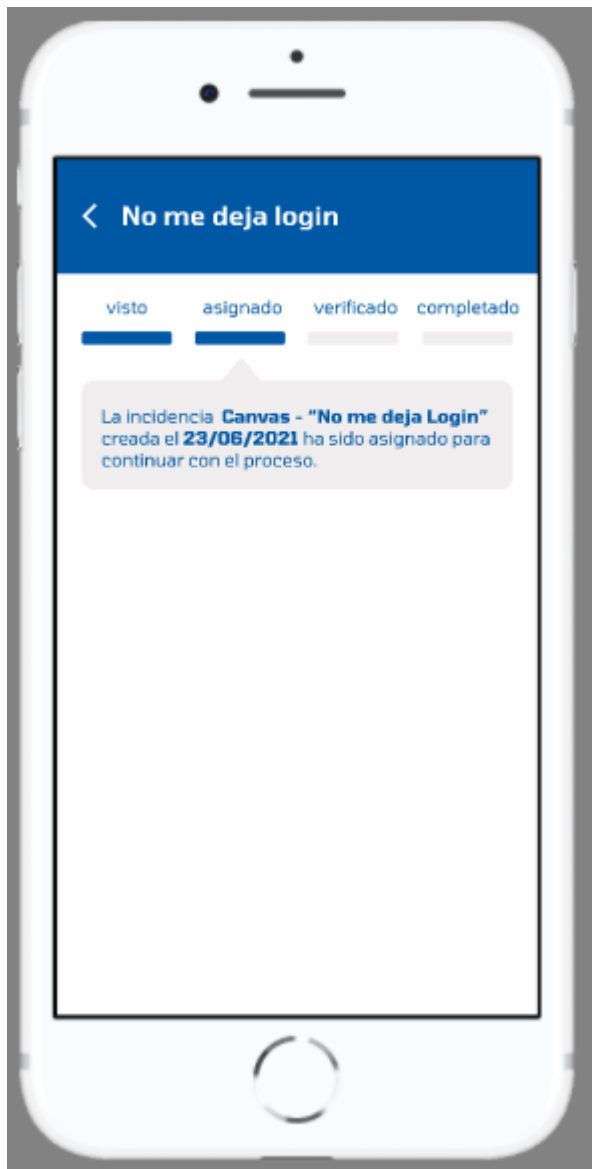 No me deja login
visto asignado verificado completado
La incidencia Canvas - “No me deja Login”
creada el 23/06/2021 ha sido asignado para
continuar con el proceso.